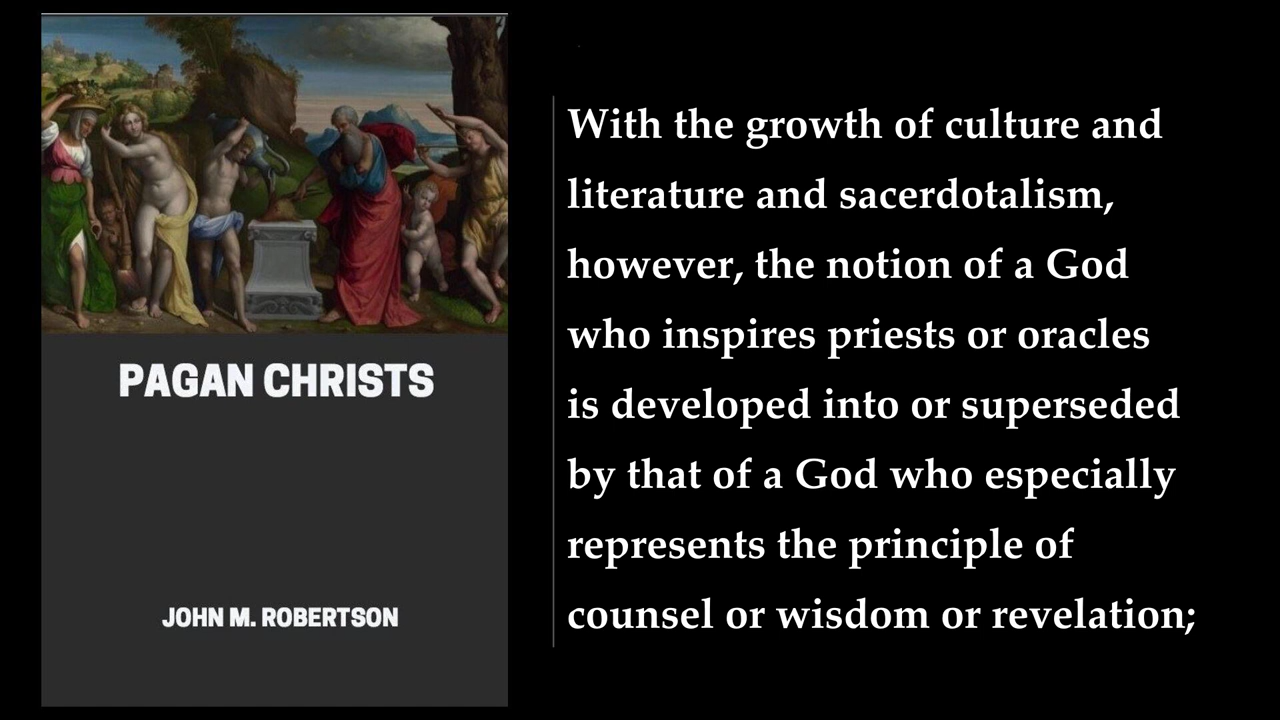 PAGAN CHRISTS
JOHN M. ROBERTSON
With the growth of culture and
literature and sacerdotalism,
however, the notion of a God
who inspires priests or oracles
is developed into or superseded
by that of a God who especially
represents the principle of
counsel or wisdom or revelation;